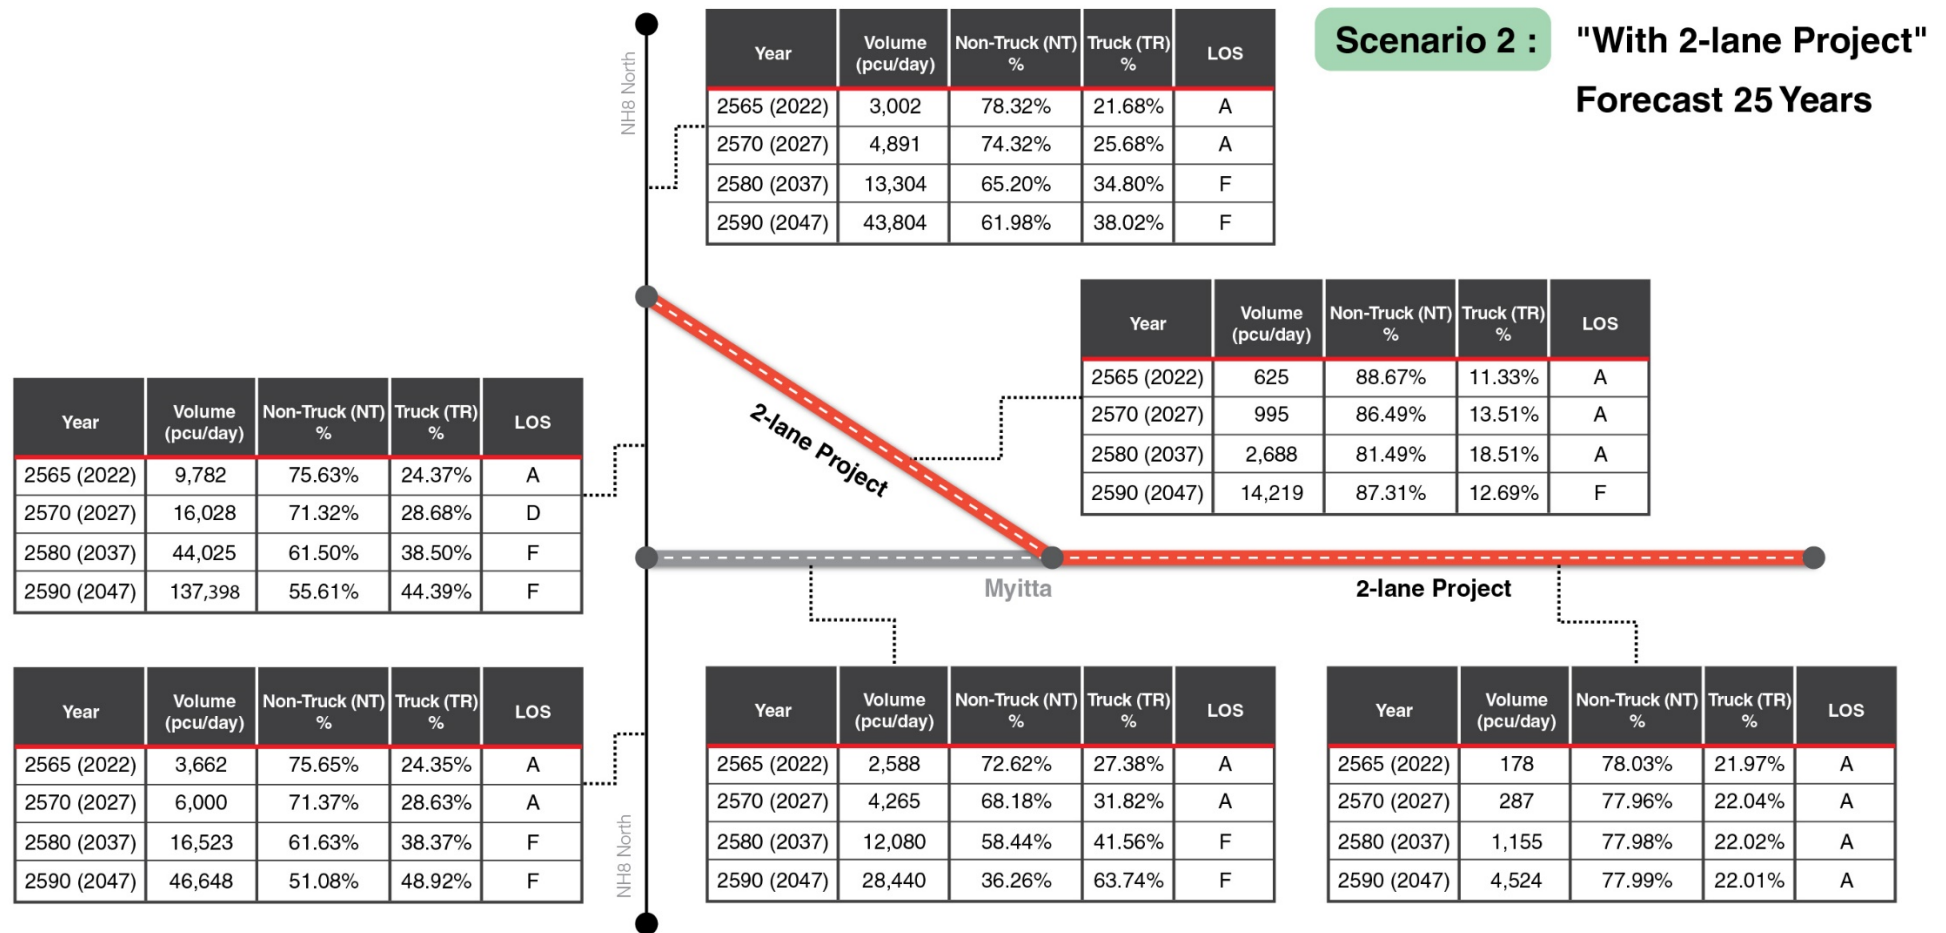 Scenario 2 : "With 2-lane Project"
Forecast 25 Years
NH8 North
Year Volume (pcu/day) Non-Truck (NT) % Truck (TR) % LOS
2565 (2022) 3,002 78.32% 21.68% A
2570 (2027) 4,891 74.32% 25.68% A
2580 (2037) 13,304 65.20% 34.80% F
2590 (2047) 43,804 61.98% 38.02% F
Year Volume (pcu/day) Non-Truck (NT) % Truck (TR) % LOS
2565 (2022) 625 88.67% 11.33% A
2570 (2027) 995 86.49% 13.51% A
2580 (2037) 2,688 81.49% 18.51% A
2590 (2047) 14,219 87.31% 12.69% F
2-lane Project
Year Volume (pcu/day) Non-Truck (NT) % Truck (TR) % LOS
2565 (2022) 9,782 75.63% 24.37% A
2570 (2027) 16,028 71.32% 28.68% D
2580 (2037) 44,025 61.50% 38.50% F
2590 (2047) 137,398 55.61% 44.39% F
Myitta
2-lane Project
Year Volume (pcu/day) Non-Truck (NT) % Truck (TR) % LOS
2565 (2022) 3,662 75.65% 24.35% A
2570 (2027) 6,000 71.37% 28.63% A
2580 (2037) 16,523 61.63% 38.37% F
2590 (2047) 46,648 51.08% 48.92% F
NH8 North
Year Volume (pcu/day) Non-Truck (NT) % Truck (TR) % LOS
2565 (2022) 2,588 72.62% 27.38% A
2570 (2027) 4,265 68.18% 31.82% A
2580 (2037) 12,080 58.44% 41.56% F
2590 (2047) 28,440 36.26% 63.74% F
Year Volume (pcu/day) Non-Truck (NT) % Truck (TR) % LOS
2565 (2022) 178 78.03% 21.97% A
2570 (2027) 287 77.96% 22.04% A
2580 (2037) 1,155 77.98% 22.02% A
2590 (2047) 4,524 77.99% 22.01% A